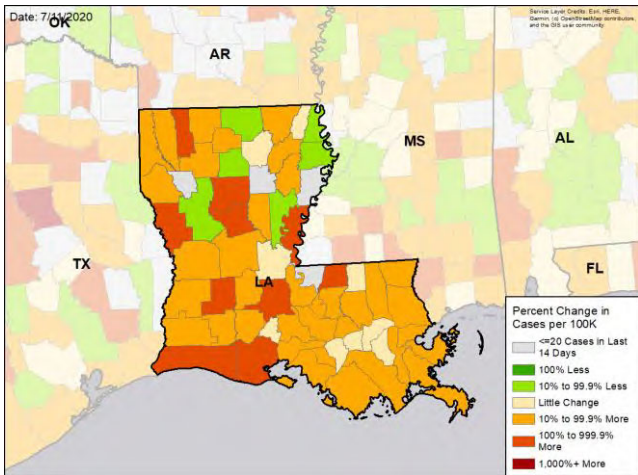 Date: 7/11/2020
Service Layer Credits: Esri, HERE,
Garmin, (c) OpenStreetMap contributors,
and the GIS user community
OK
AR
MS
AL
TX
LA
FL
Percent Change in
Cases per 100K
<=20 Cases in Last
14 Days
100% Less
10% to 99.9% Less
Little Change
10% to 99.9% More
100% to 999.9%
More
1,000%+ More